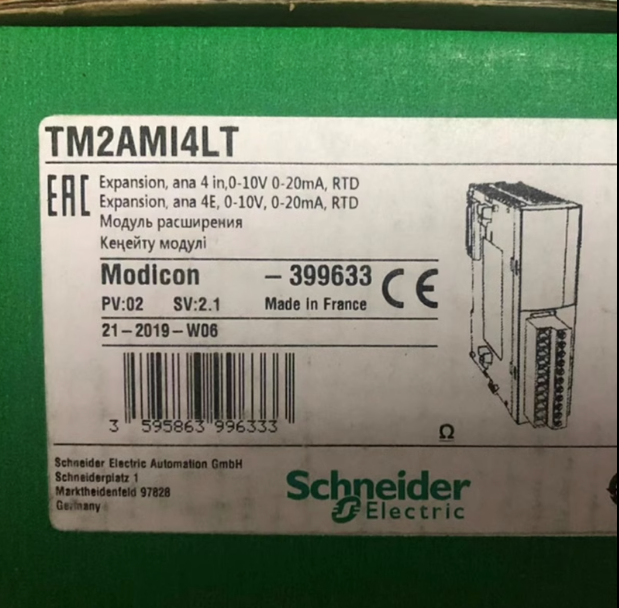 TM2AMI4LT
EAC Expansion, ana 4 in,0-10V 0-20mA, RTD
Expansion, ana 4E, 0-10V, 0-20mA, RTD
Модуль расширения
Кеңейту модулі
Modicon - 399633 CE
PV:02 SV:2.1 Made In France
21-2019-W06
3 595863 996333
Ω
Schneider Electric Automation GmbH
Schneiderplatz 1
Marktheidenfeld 97828
Germany
Schneider
Electric